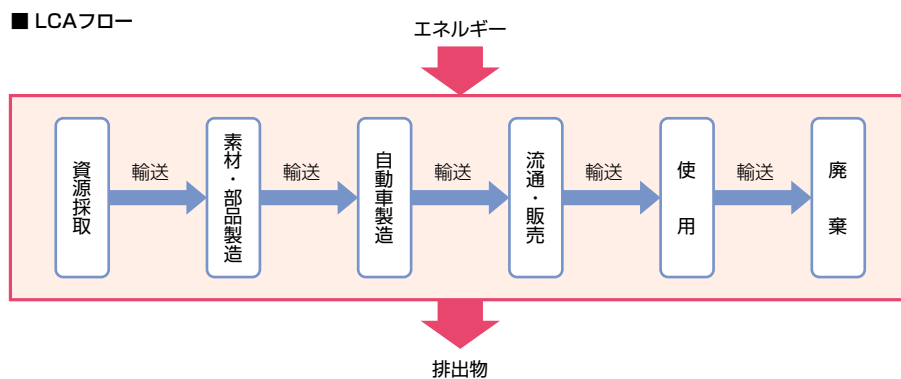 ■ LCAフロー
エネルギー
資源採取
輸送
素材・部品製造
輸送
自動車製造
輸送
流通・販売
輸送
使用
輸送
廃棄
排出物